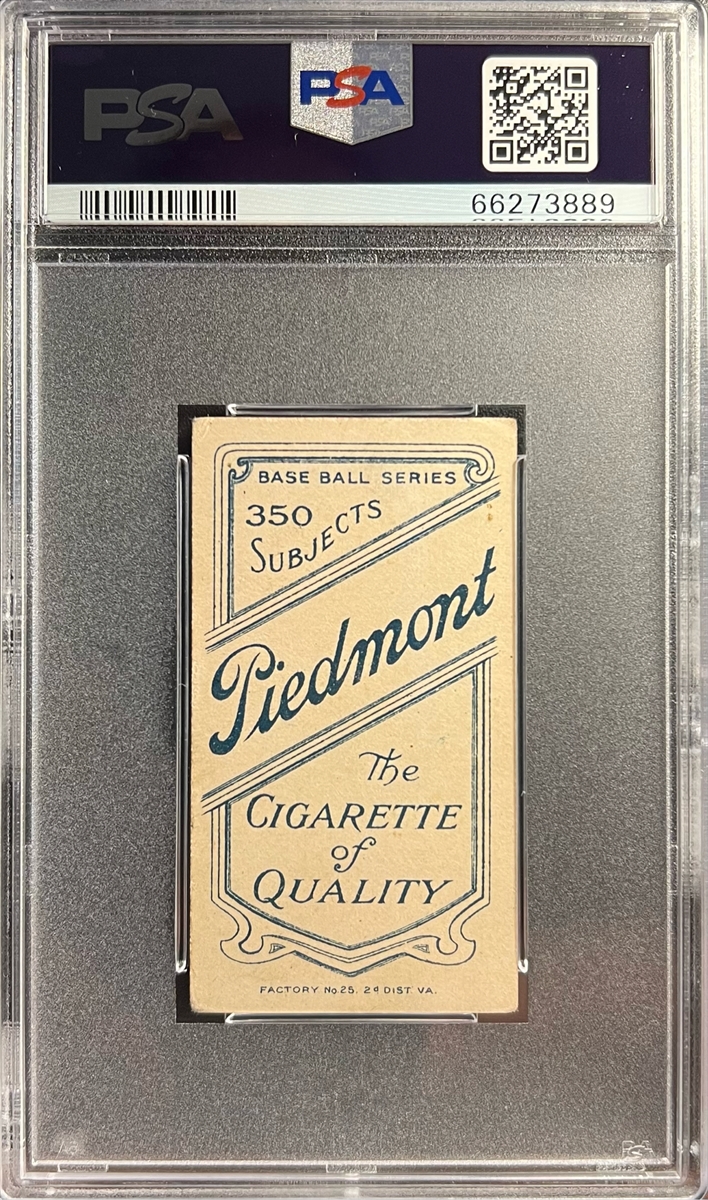 PSA
PSA
66273889
BASE BALL SERIES
350
SUBJECTS
Piedmont
The
CIGARETTE
of
QUALITY
FACTORY No. 25. 2d DIST. VA.